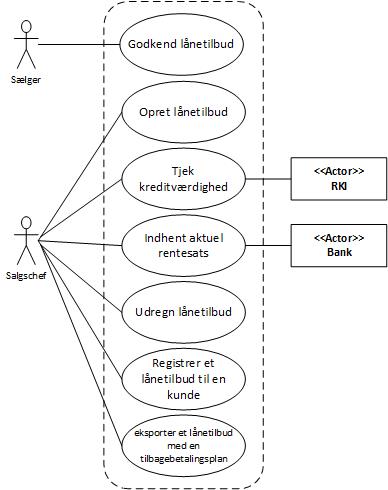 Godkend lånetilbud
Sælger
Opret lånetilbud
Tjek
kreditværdighed
<<Actor>>
RKI
Indhent aktuel
rentesats
<<Actor>>
Bank
Salgschef
Udregn lånetilbud
Registrer et
lånetilbud til en
kunde
eksporter et lånetilbud
med en
tilbagebetalingsplan